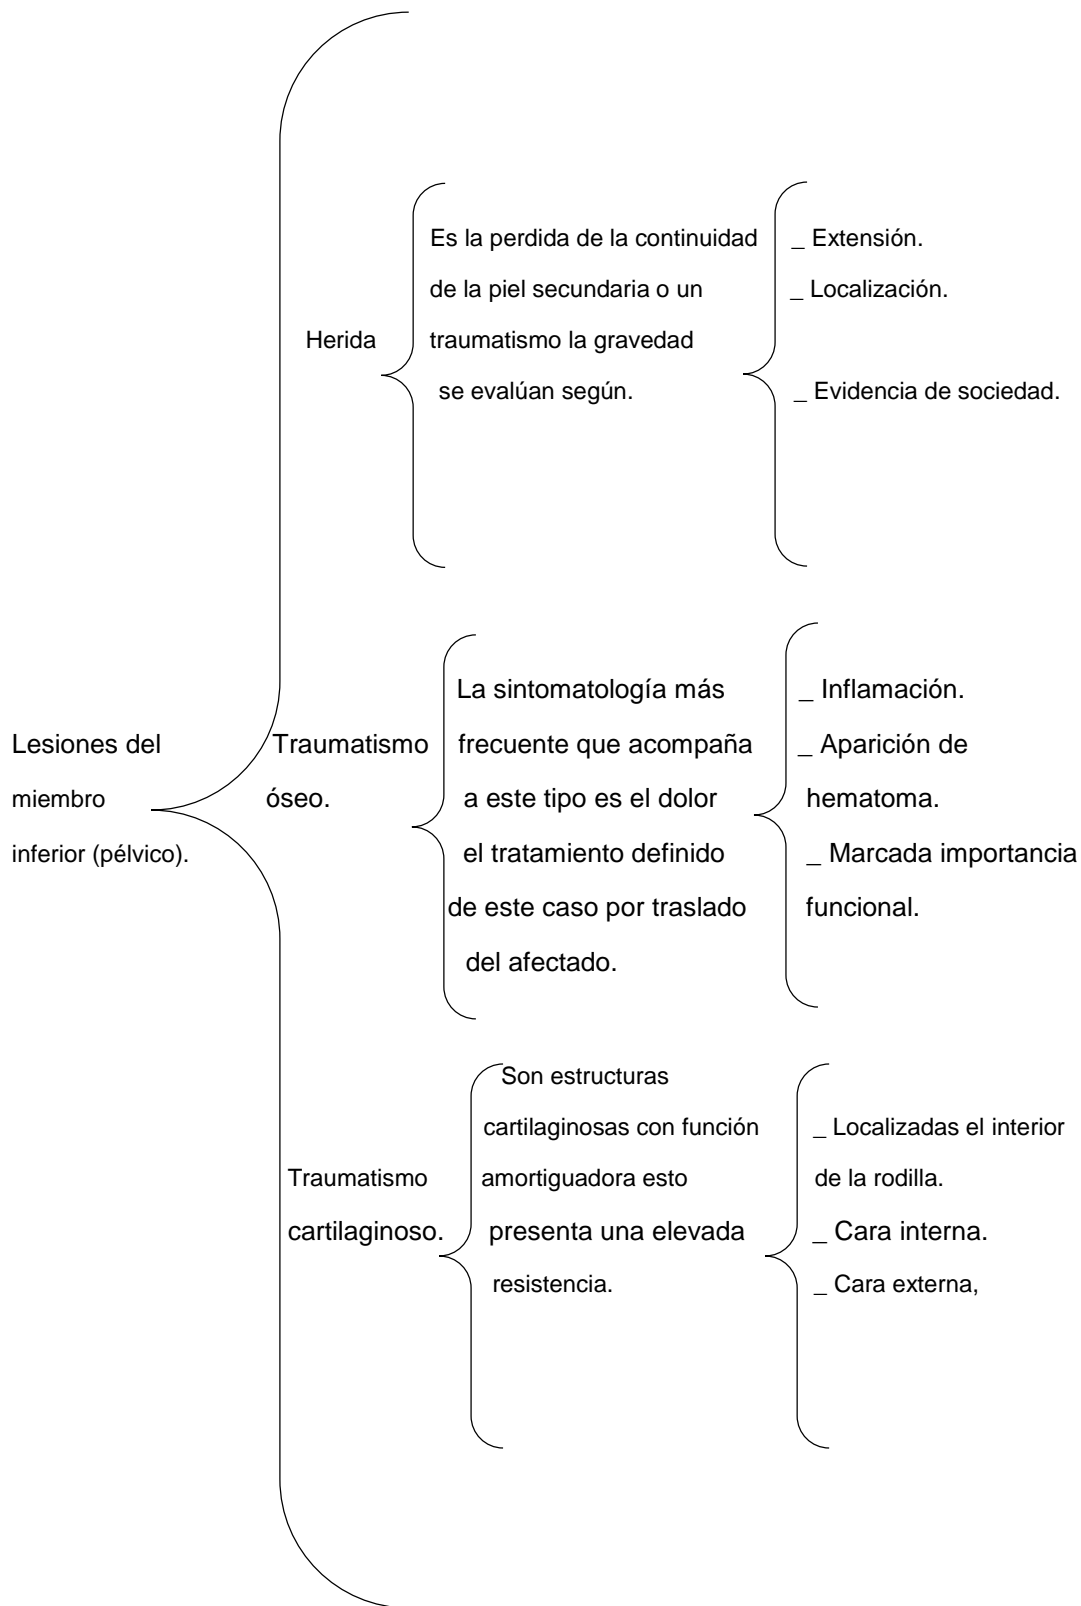 Lesiones del
miembro
inferior (pélvico).
Herida
Es la perdida de la continuidad
de la piel secundaria o un
traumatismo la gravedad
se evalúan según.
_ Extensión.
_ Localización.
_ Evidencia de sociedad.
Traumatismo
óseo.
La sintomatología más
frecuente que acompaña
a este tipo es el dolor
el tratamiento definido
de este caso por traslado
del afectado.
_ Inflamación.
_ Aparición de
hematoma.
_ Marcada importancia
funcional.
Traumatismo
cartilaginoso.
Son estructuras
cartilaginosas con función
amortiguadora esto
presenta una elevada
resistencia.
_ Localizadas el interior
de la rodilla.
_ Cara interna.
_ Cara externa,